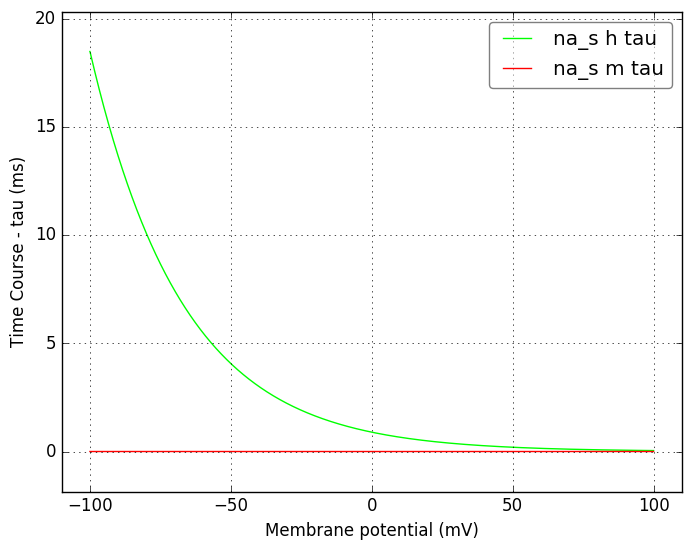 20
15
10
5
0
−100
−50
0
50
100
Time Course - tau (ms)
Membrane potential (mV)
na_s h tau
na_s m tau